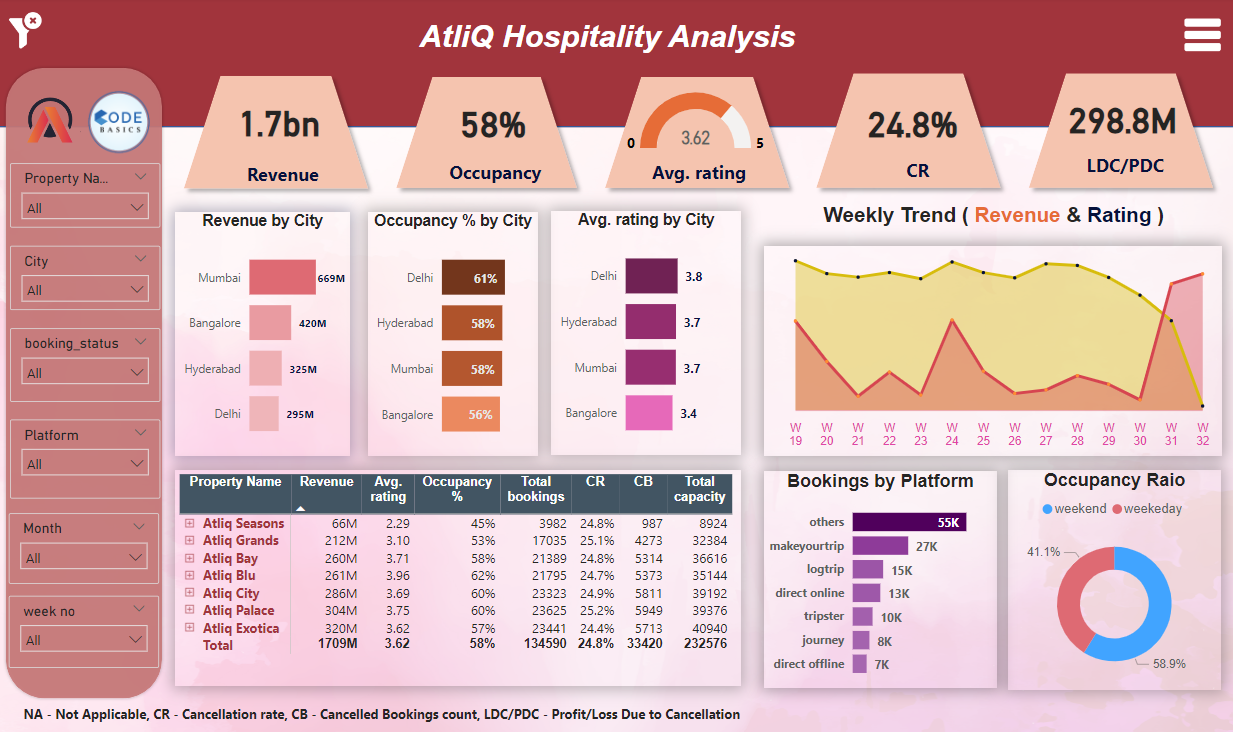 AtliQ Hospitality Analysis
CODE
BASICS
1.7bn
Revenue
58%
Occupancy
0
3.62
5
Avg. rating
24.8%
CR
298.8M
LDC/PDC
Property Na...
All
City
All
booking_status
All
Platform
All
Month
All
week no
All
Revenue by City
Mumbai 669M
Bangalore 420M
Hyderabad 325M
Delhi 295M
Occupancy % by City
Delhi 61%
Hyderabad 58%
Mumbai 58%
Bangalore 56%
Avg. rating by City
Delhi 3.8
Hyderabad 3.7
Mumbai 3.7
Bangalore 3.4
Weekly Trend ( Revenue & Rating )
W W W W W W W W W W W W W W
19 20 21 22 23 24 25 26 27 28 29 30 31 32
Property Name Revenue Avg. rating Occupancy % Total bookings CR CB Total capacity
Atliq Seasons 66M 2.29 45% 3982 24.8% 987 8924
Atliq Grands 212M 3.10 53% 17035 25.1% 4273 32384
Atliq Bay 260M 3.71 58% 21389 24.8% 5314 36616
Atliq Blu 261M 3.96 62% 21795 24.7% 5373 35144
Atliq City 286M 3.69 60% 23323 24.9% 5811 39192
Atliq Palace 304M 3.75 60% 23625 25.2% 5949 39376
Atliq Exotica 320M 3.62 57% 23441 24.4% 5713 40940
Total 1709M 3.62 58% 134590 24.8% 33420 232576
Bookings by Platform
others 55K
makeyourtrip 27K
logtrip 15K
direct online 13K
tripster 10K
journey 8K
direct offline 7K
Occupancy Raio
weekend weekeday
41.1%
58.9%
NA - Not Applicable, CR - Cancellation rate, CB - Cancelled Bookings count, LDC/PDC - Profit/Loss Due to Cancellation